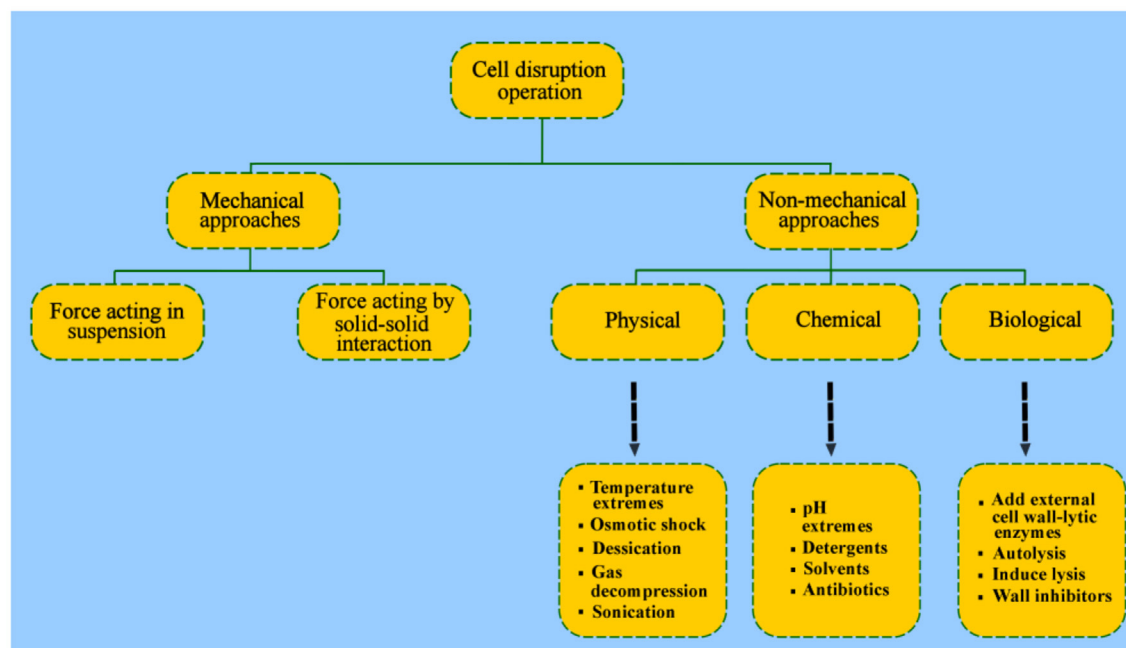 Cell disruption
operation
Mechanical
approaches
Non-mechanical
approaches
Force acting in
suspension
Force acting by
solid-solid
interaction
Physical
Chemical
Biological
▪ Temperature
extremes
▪ Osmotic shock
▪ Dessication
▪ Gas
decompression
▪ Sonication
▪ pH
extremes
▪ Detergents
▪ Solvents
▪ Antibiotics
▪ Add external
cell wall-lytic
enzymes
▪ Autolysis
▪ Induce lysis
▪ Wall inhibitors